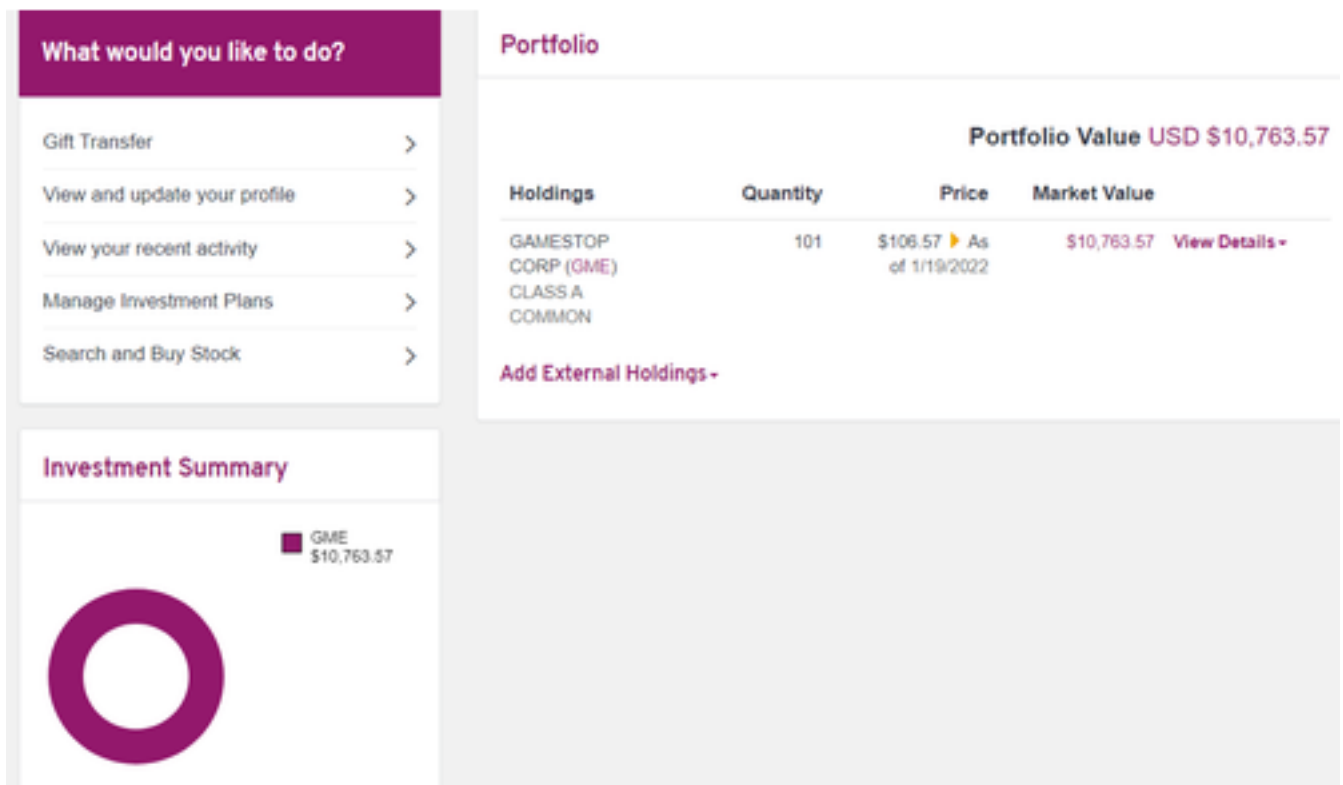 What would you like to do?
Gift Transfer
View and update your profile
View your recent activity
Manage Investment Plans
Search and Buy Stock
Investment Summary
GME
$10,763.57
Portfolio
Portfolio Value USD $10,763.57
Holdings Quantity Price Market Value
GAMESTOP 101 $106.57 As $10,763.57 View Details
CORP (GME) of 1/19/2022
CLASS A
COMMON
Add External Holdings